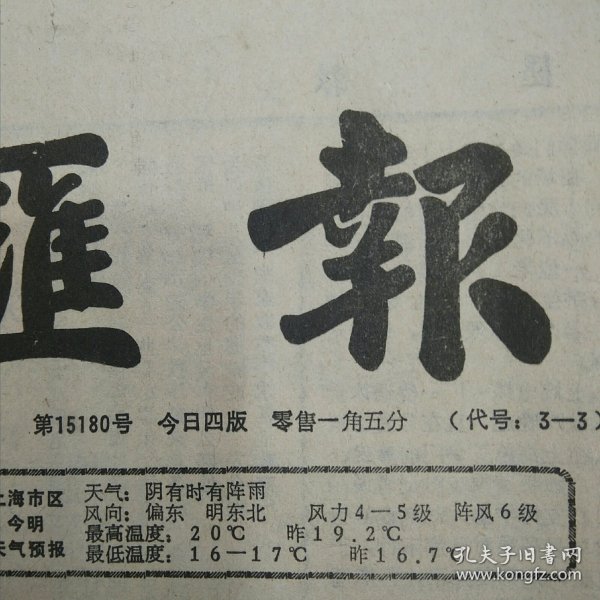 匯報
第15180号 今日四版 零售一角五分 （代号：3—3）
上海市区 天气：阴有时有阵雨
今明 风向：偏东 明东北 风力4—5级 阵风6级
天气预报 最高温度：20℃ 昨19.2℃
最低温度：16—17℃ 昨16.7℃
孔夫子旧书网
www.kongfz.com